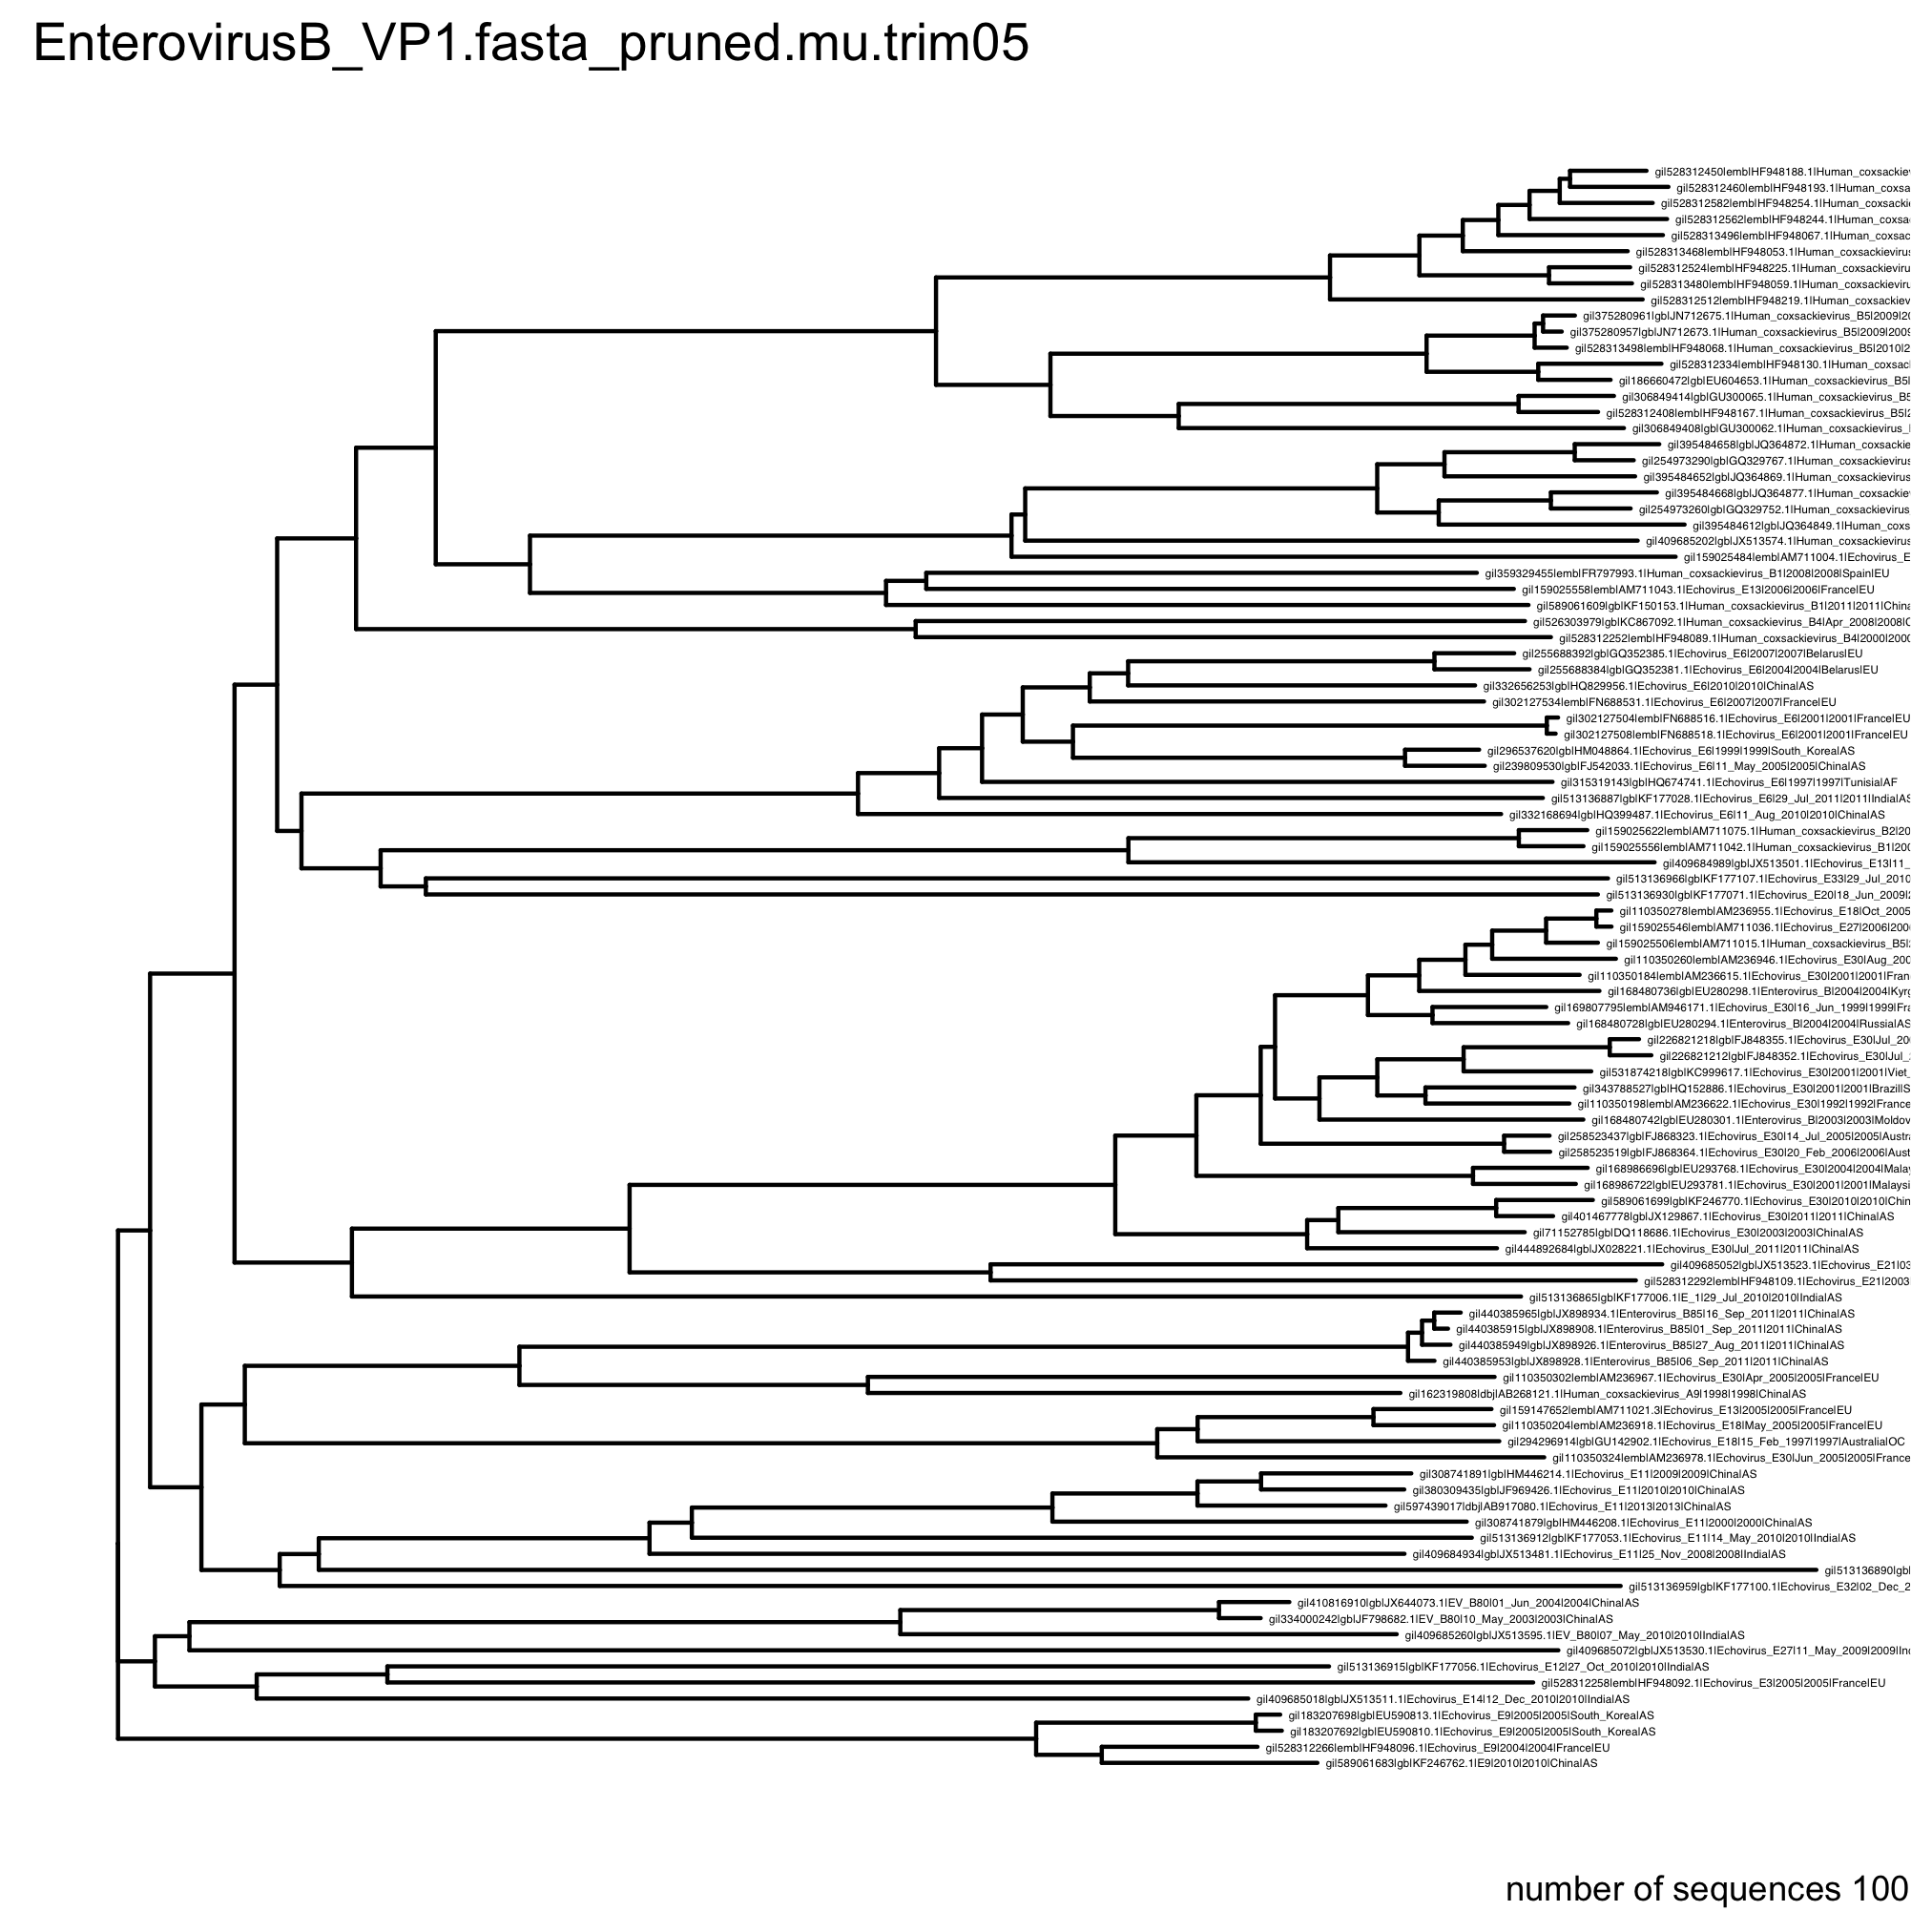 EnterovirusB_VP1.fasta_pruned.mu.trim05
gi|528312450|emb|HF948188.1|Human_coxsackie
gi|528312460|emb|HF948193.1|Human_coxsa
gi|528312582|emb|HF948254.1|Human_coxsacki
gi|528312562|emb|HF948244.1|Human_coxsa
gi|528313496|emb|HF948067.1|Human_coxsac
gi|528313468|emb|HF948053.1|Human_coxsackievirus
gi|528312524|emb|HF948225.1|Human_coxsackieviru
gi|528313480|emb|HF948059.1|Human_coxsackieviru
gi|528312512|emb|HF948219.1|Human_coxsackiev
gi|375280961|gb|JN712675.1|Human_coxsackievirus_B5|2009|20
gi|375280957|gb|JN712673.1|Human_coxsackievirus_B5|2009|2009
gi|528313498|emb|HF948068.1|Human_coxsackievirus_B5|2010|2
gi|528312334|emb|HF948130.1|Human_coxsac
gi|186660472|gb|EU604653.1|Human_coxsackievirus_B5|
gi|306849414|gb|GU300065.1|Human_coxsackievirus_B5
gi|528312408|emb|HF948167.1|Human_coxsackievirus_B5|2
gi|306849408|gb|GU300062.1|Human_coxsackievirus_
gi|395484658|gb|JQ364872.1|Human_coxsackie
gi|254973290|gb|GQ329767.1|Human_coxsackievirus
gi|395484652|gb|JQ364869.1|Human_coxsackievirus
gi|395484668|gb|JQ364877.1|Human_coxsackie
gi|254973260|gb|GQ329752.1|Human_coxsackievirus
gi|395484612|gb|JQ364849.1|Human_coxs
gi|409685202|gb|JX513574.1|Human_coxsackievirus
gi|159025484|emb|AM711004.1|Echovirus_E
gi|359329455|emb|FR797993.1|Human_coxsackievirus_B1|2008|2008|Spain|EU
gi|159025558|emb|AM711043.1|Echovirus_E13|2006|2006|France|EU
gi|589061609|gb|KF150153.1|Human_coxsackievirus_B1|2011|2011|China
gi|526303979|gb|KC867092.1|Human_coxsackievirus_B4|Apr_2008|2008|C
gi|528312252|emb|HF948089.1|Human_coxsackievirus_B4|2000|2000
gi|255688392|gb|GQ352385.1|Echovirus_E6|2007|2007|Belarus|EU
gi|255688384|gb|GQ352381.1|Echovirus_E6|2004|2004|Belarus|EU
gi|332656253|gb|HQ829956.1|Echovirus_E6|2010|2010|China|AS
gi|302127534|emb|FN688531.1|Echovirus_E6|2007|2007|France|EU
gi|302127504|emb|FN688516.1|Echovirus_E6|2001|2001|France|EU
gi|302127508|emb|FN688518.1|Echovirus_E6|2001|2001|France|EU
gi|296537620|gb|HM048864.1|Echovirus_E6|1999|1999|South_Korea|AS
gi|239809530|gb|FJ542033.1|Echovirus_E6|11_May_2005|2005|China|AS
gi|315319143|gb|HQ674741.1|Echovirus_E6|1997|1997|Tunisia|AF
gi|513136887|gb|KF177028.1|Echovirus_E6|29_Jul_2011|2011|India|AS
gi|332168694|gb|HQ399487.1|Echovirus_E6|11_Aug_2010|2010|China|AS
gi|159025622|emb|AM711075.1|Human_coxsackievirus_B2|20
gi|159025556|emb|AM711042.1|Human_coxsackievirus_B1|200
gi|409684989|gb|JX513501.1|Echovirus_E13|11_
gi|513136966|gb|KF177107.1|Echovirus_E33|29_Jul_2010
gi|513136930|gb|KF177071.1|Echovirus_E20|18_Jun_2009|
gi|110350278|emb|AM236955.1|Echovirus_E18|Oct_2005
gi|159025546|emb|AM711036.1|Echovirus_E27|2006|200
gi|159025506|emb|AM711015.1|Human_coxsackievirus_B5|
gi|110350260|emb|AM236946.1|Echovirus_E30|Aug_200
gi|110350184|emb|AM236615.1|Echovirus_E30|2001|2001|Fran
gi|168480736|gb|EU280298.1|Enterovirus_B|2004|2004|Kyrg
gi|169807795|emb|AM946171.1|Echovirus_E30|16_Jun_1999|1999|Fra
gi|168480728|gb|EU280294.1|Enterovirus_B|2004|2004|Russia|AS
gi|226821218|gb|FJ848355.1|Echovirus_E30|Jul_20
gi|226821212|gb|FJ848352.1|Echovirus_E30|Jul_
gi|531874218|gb|KC999617.1|Echovirus_E30|2001|2001|Viet_
gi|343788527|gb|HQ152886.1|Echovirus_E30|2001|2001|Brazil|S
gi|110350198|emb|AM236622.1|Echovirus_E30|1992|1992|France
gi|168480742|gb|EU280301.1|Enterovirus_B|2003|2003|Moldov
gi|258523437|gb|FJ868323.1|Echovirus_E30|14_Jul_2005|2005|Austra
gi|258523519|gb|FJ868364.1|Echovirus_E30|20_Feb_2006|2006|Aust
gi|168986696|gb|EU293768.1|Echovirus_E30|2004|2004|Malay
gi|168986722|gb|EU293781.1|Echovirus_E30|2001|2001|Malaysi
gi|589061699|gb|KF246770.1|Echovirus_E30|2010|2010|Chin
gi|401467778|gb|JX129867.1|Echovirus_E30|2011|2011|China|AS
gi|71152785|gb|DQ118686.1|Echovirus_E30|2003|2003|China|AS
gi|444892684|gb|JX028221.1|Echovirus_E30|Jul_2011|2011|China|AS
gi|409685052|gb|JX513523.1|Echovirus_E21|03
gi|528312292|emb|HF948109.1|Echovirus_E21|2003
gi|513136865|gb|KF177006.1|E_1|29_Jul_2010|2010|India|AS
gi|440385965|gb|JX898934.1|Enterovirus_B85|16_Sep_2011|2011|China|AS
gi|440385915|gb|JX898908.1|Enterovirus_B85|01_Sep_2011|2011|China|AS
gi|440385949|gb|JX898926.1|Enterovirus_B85|27_Aug_2011|2011|China|AS
gi|440385953|gb|JX898928.1|Enterovirus_B85|06_Sep_2011|2011|China|AS
gi|110350302|emb|AM236967.1|Echovirus_E30|Apr_2005|2005|France|EU
gi|162319808|dbj|AB268121.1|Human_coxsackievirus_A9|1998|1998|China|AS
gi|159147652|emb|AM711021.3|Echovirus_E13|2005|2005|France|EU
gi|110350204|emb|AM236918.1|Echovirus_E18|May_2005|2005|France|EU
gi|294296914|gb|GU142902.1|Echovirus_E18|15_Feb_1997|1997|Australia|OC
gi|110350324|emb|AM236978.1|Echovirus_E30|Jun_2005|2005|France
gi|308741891|gb|HM446214.1|Echovirus_E11|2009|2009|China|AS
gi|380309435|gb|JF969426.1|Echovirus_E11|2010|2010|China|AS
gi|597439017|dbj|AB917080.1|Echovirus_E11|2013|2013|China|AS
gi|308741879|gb|HM446208.1|Echovirus_E11|2000|2000|China|AS
gi|513136912|gb|KF177053.1|Echovirus_E11|14_May_2010|2010|India|AS
gi|409684934|gb|JX513481.1|Echovirus_E11|25_Nov_2008|2008|India|AS
gi|513136890|gb|
gi|513136959|gb|KF177100.1|Echovirus_E32|02_Dec_2
gi|410816910|gb|JX644073.1|EV_B80|01_Jun_2004|2004|China|AS
gi|334000242|gb|JF798682.1|EV_B80|10_May_2003|2003|China|AS
gi|409685260|gb|JX513595.1|EV_B80|07_May_2010|2010|India|AS
gi|409685072|gb|JX513530.1|Echovirus_E27|11_May_2009|2009|Ind
gi|513136915|gb|KF177056.1|Echovirus_E12|27_Oct_2010|2010|India|AS
gi|528312258|emb|HF948092.1|Echovirus_E3|2005|2005|France|EU
gi|409685018|gb|JX513511.1|Echovirus_E14|12_Dec_2010|2010|India|AS
gi|183207698|gb|EU590813.1|Echovirus_E9|2005|2005|South_Korea|AS
gi|183207692|gb|EU590810.1|Echovirus_E9|2005|2005|South_Korea|AS
gi|528312266|emb|HF948096.1|Echovirus_E9|2004|2004|France|EU
gi|589061683|gb|KF246762.1|E9|2010|2010|China|AS
number of sequences 100